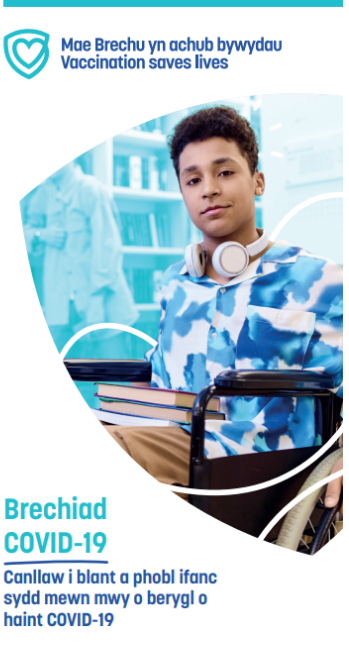 Mae Brechu yn achub bywydau
Vaccination saves lives
Brechiad
COVID-19
Canllaw i blant a phobl ifanc
sydd mewn mwy o berygl o
haint COVID-19